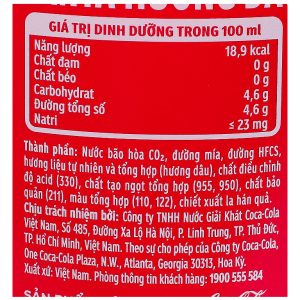 GIÁ TRỊ DINH DƯỠNG TRONG 100 ml
Năng lượng 18,9 kcal
Chất đạm 0 g
Chất béo 0 g
Carbohydrat 4,6 g
Đường tổng số 4,6 g
Natri ≤ 23 mg
Thành phần: Nước bão hòa CO₂, đường mía, đường HFCS,
hương liệu tự nhiên và tổng hợp (hương dâu), chất điều chỉnh
độ acid (330), chất tạo ngọt tổng hợp (955, 950), chất bảo
quản (211), màu tổng hợp (110, 122), chiết xuất la hán quả.
Chịu trách nhiệm bởi: Công ty TNHH Nước Giải Khát Coca-Cola
Việt Nam, Số 485, Đường Xa Lộ Hà Nội, P. Linh Trung, TP. Thủ Đức,
TP. Hồ Chí Minh, Việt Nam. Theo sự cho phép của Công ty Coca-Cola,
One Coca-Cola Plaza, N.W., Atlanta, Georgia 30313, Hoa Kỳ.
Xuất xứ: Việt Nam. Phòng thông tin khách hàng: 1900 555 584